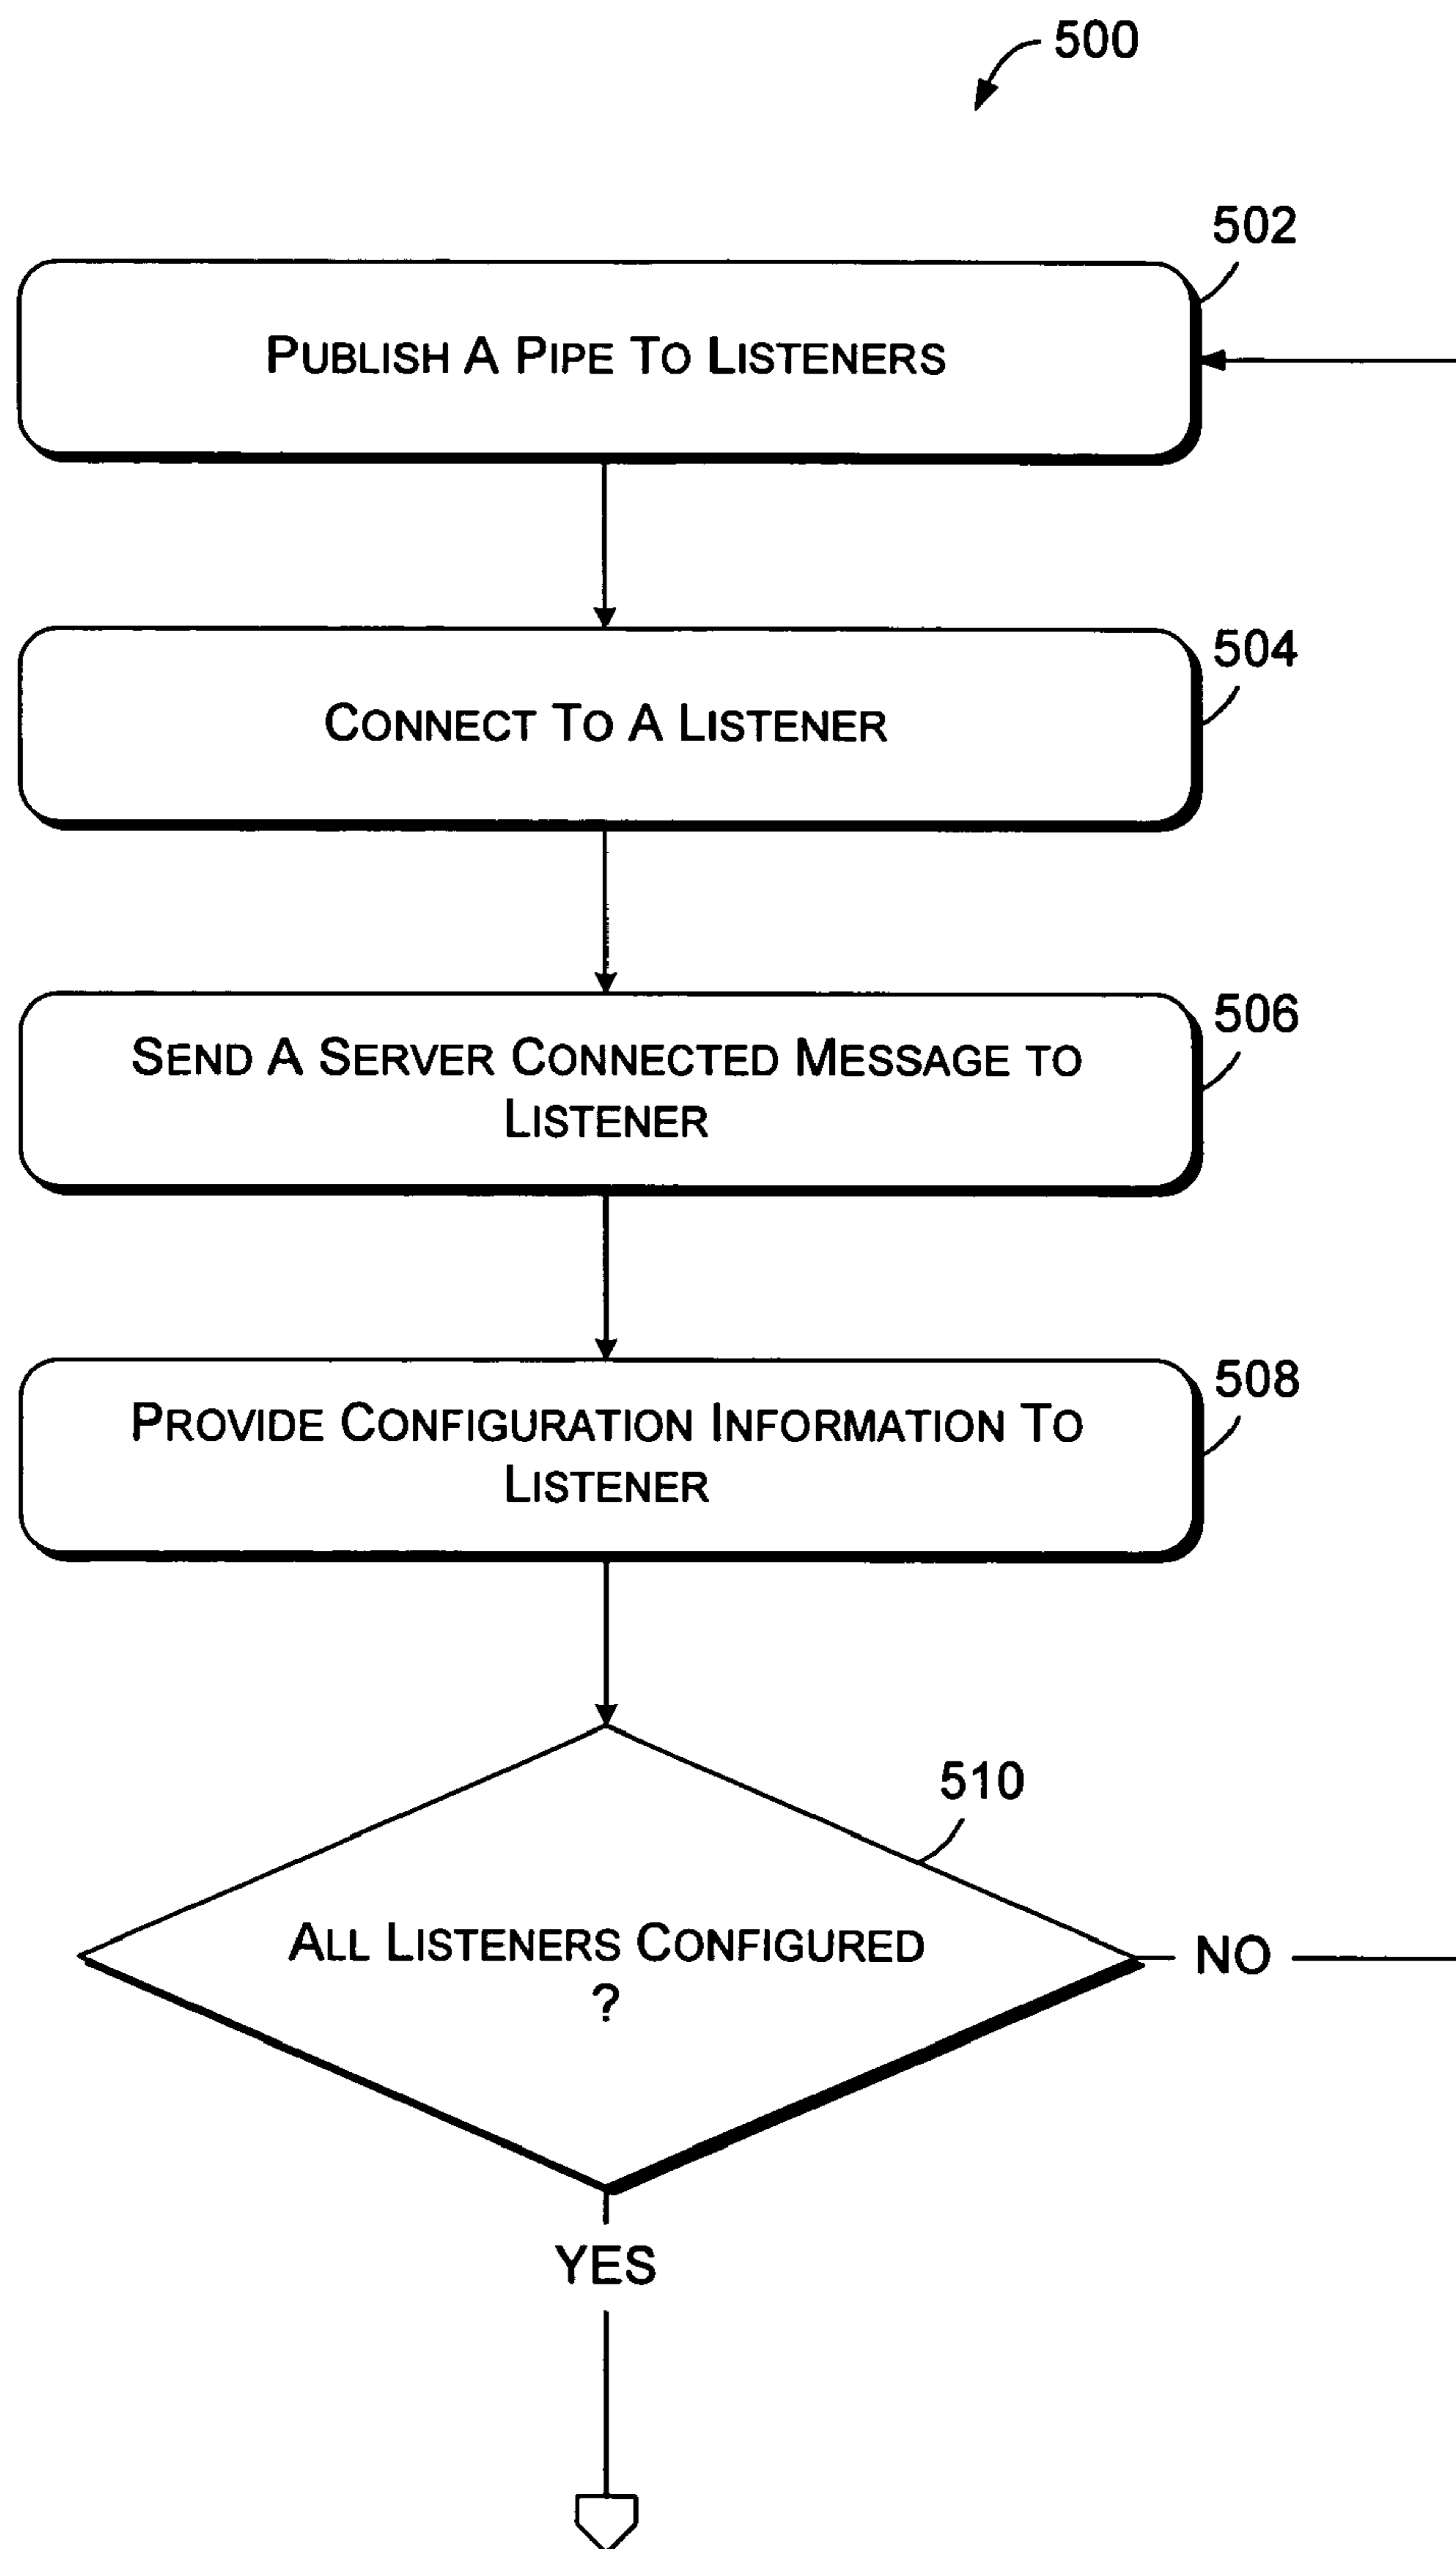 500
502
PUBLISH A PIPE TO LISTENERS
504
CONNECT TO A LISTENER
506
SEND A SERVER CONNECTED MESSAGE TO
LISTENER
508
PROVIDE CONFIGURATION INFORMATION TO
LISTENER
510
ALL LISTENERS CONFIGURED
?
NO
YES